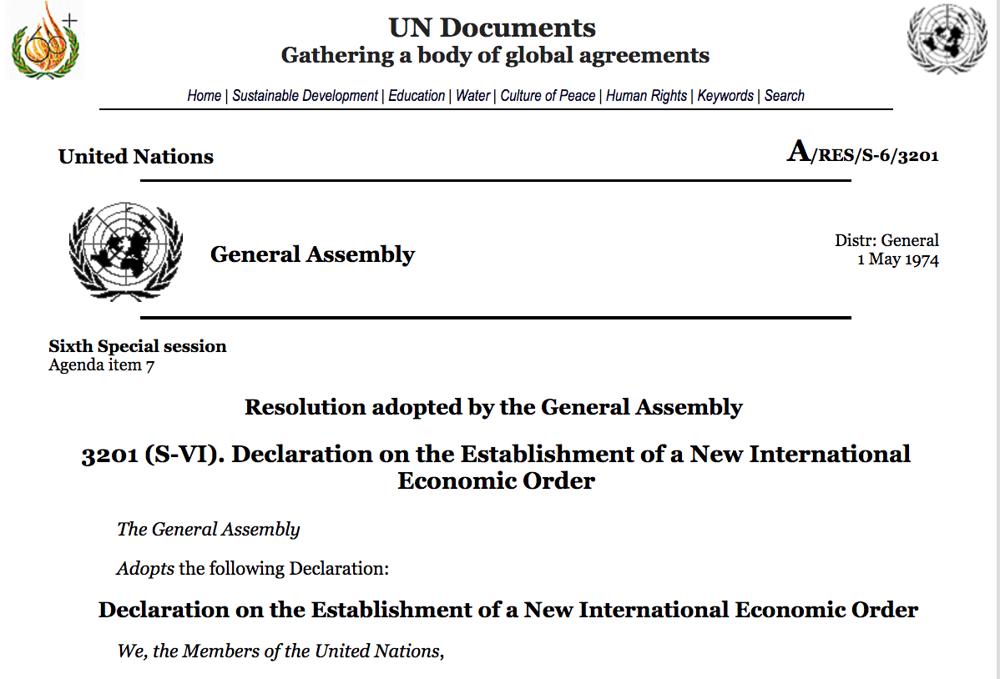 60+
UN Documents
Gathering a body of global agreements
Home | Sustainable Development | Education | Water | Culture of Peace | Human Rights | Keywords | Search
United Nations
A/RES/S-6/3201
General Assembly
Distr: General
1 May 1974
Sixth Special session
Agenda item 7
Resolution adopted by the General Assembly
3201 (S-VI). Declaration on the Establishment of a New International
Economic Order
The General Assembly
Adopts the following Declaration:
Declaration on the Establishment of a New International Economic Order
We, the Members of the United Nations,